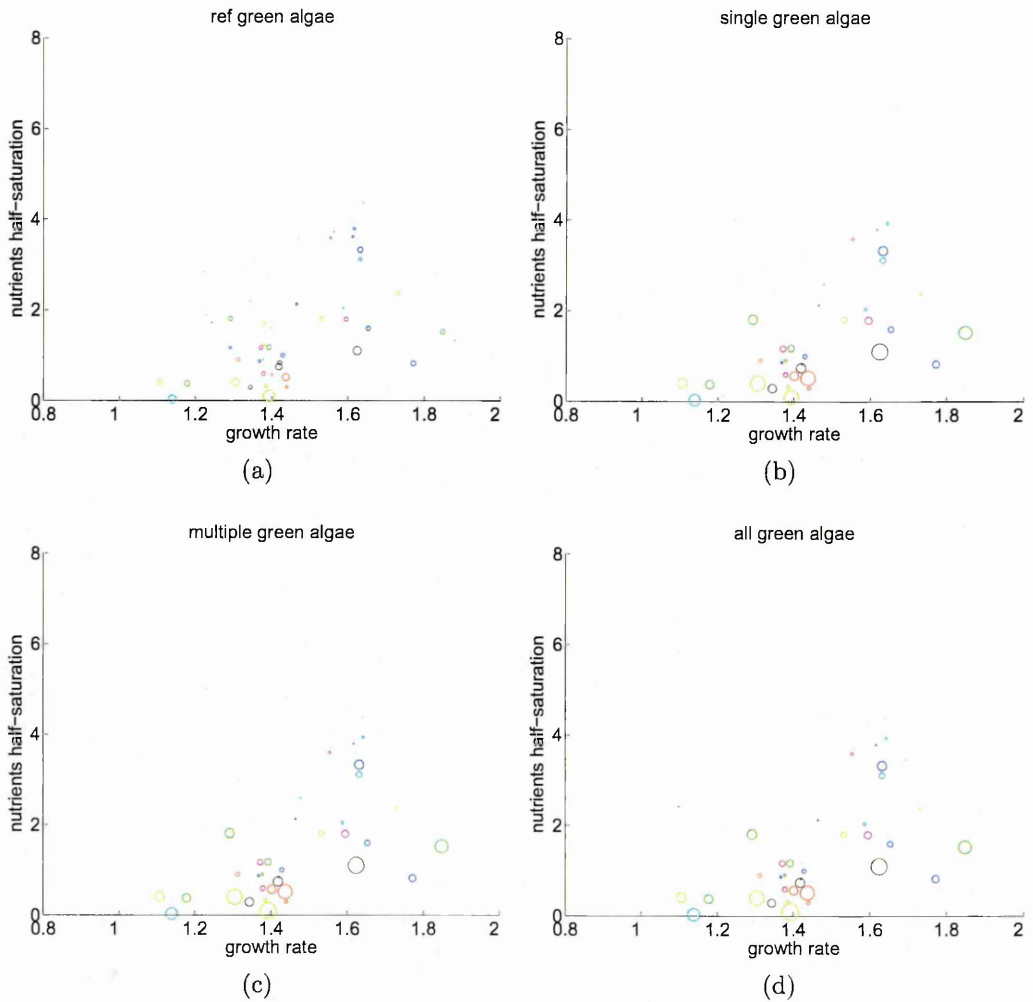 ref green algae
8
6
4
2
0
nutrients half-saturation
0.8 1 1.2 1.4 1.6 1.8 2
growth rate
(a)
single green algae
8
6
4
2
0
nutrients half-saturation
0.8 1 1.2 1.4 1.6 1.8 2
growth rate
(b)
multiple green algae
8
6
4
2
0
nutrients half-saturation
0.8 1 1.2 1.4 1.6 1.8 2
growth rate
(c)
all green algae
8
6
4
2
0
nutrients half-saturation
0.8 1 1.2 1.4 1.6 1.8 2
growth rate
(d)